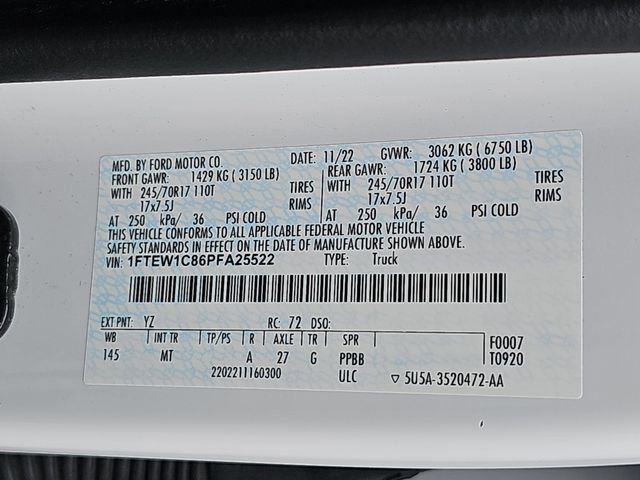 MFD. BY FORD MOTOR CO. DATE: 11/22 GVWR: 3062 KG ( 6750 LB)
FRONT GAWR: 1429 KG ( 3150 LB) REAR GAWR: 1724 KG ( 3800 LB)
WITH 245/70R17 110T TIRES WITH 245/70R17 110T TIRES
17x7.5J RIMS 17x7.5J RIMS
AT 250 kPa/ 36 PSI COLD AT 250 kPa/ 36 PSI COLD
THIS VEHICLE CONFORMS TO ALL APPLICABLE FEDERAL MOTOR VEHICLE
SAFETY STANDARDS IN EFFECT ON THE DATE OF MANUFACTURE SHOWN ABOVE.
VIN: 1FTEW1C86PFA25522 TYPE: Truck
EXT PNT: YZ RC: 72 DSO:
WB INT TR TP/PS R AXLE TR SPR F0007
145 MT A 27 G PPBB T0920
2202211160300 ULC ▽ 5U5A-3520472-AA